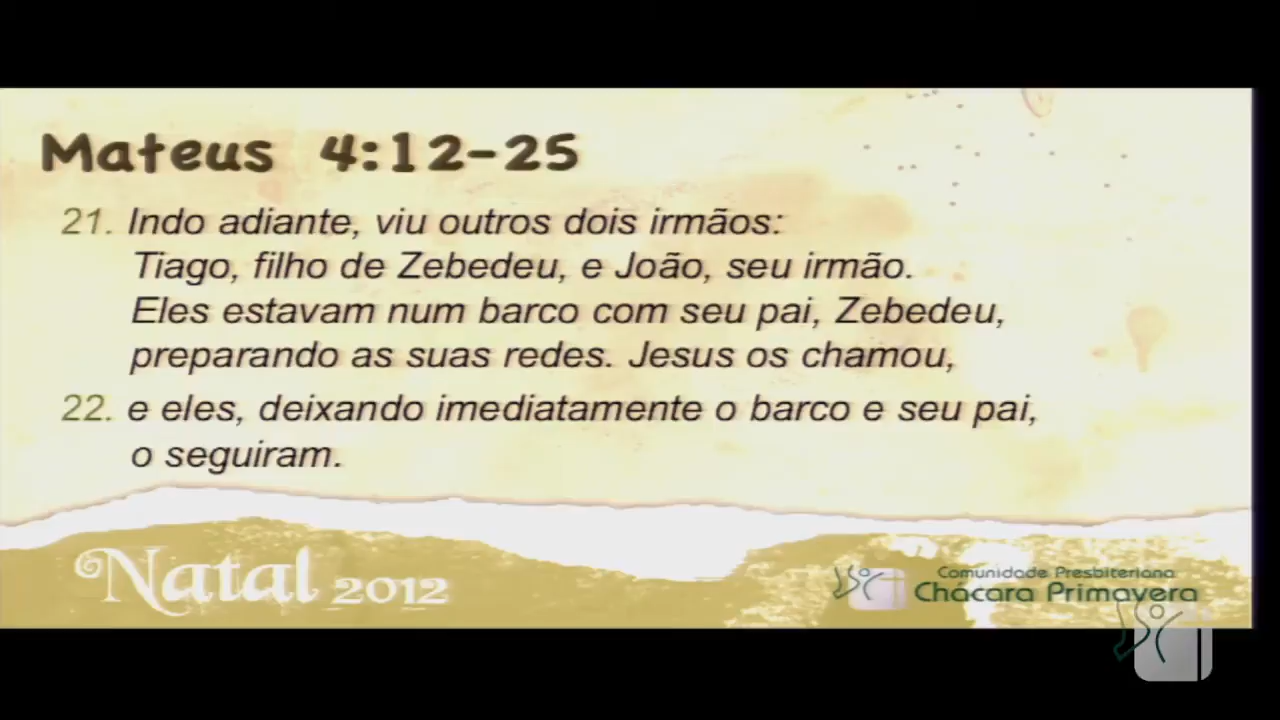 Mateus 4:12-25
21. Indo adiante, viu outros dois irmãos:
Tiago, filho de Zebedeu, e João, seu irmão.
Eles estavam num barco com seu pai, Zebedeu,
preparando as suas redes. Jesus os chamou,
22. e eles, deixando imediatamente o barco e seu pai,
o seguiram.
Natal 2012
Comunidade Presbiteriana
Chácara Primavera